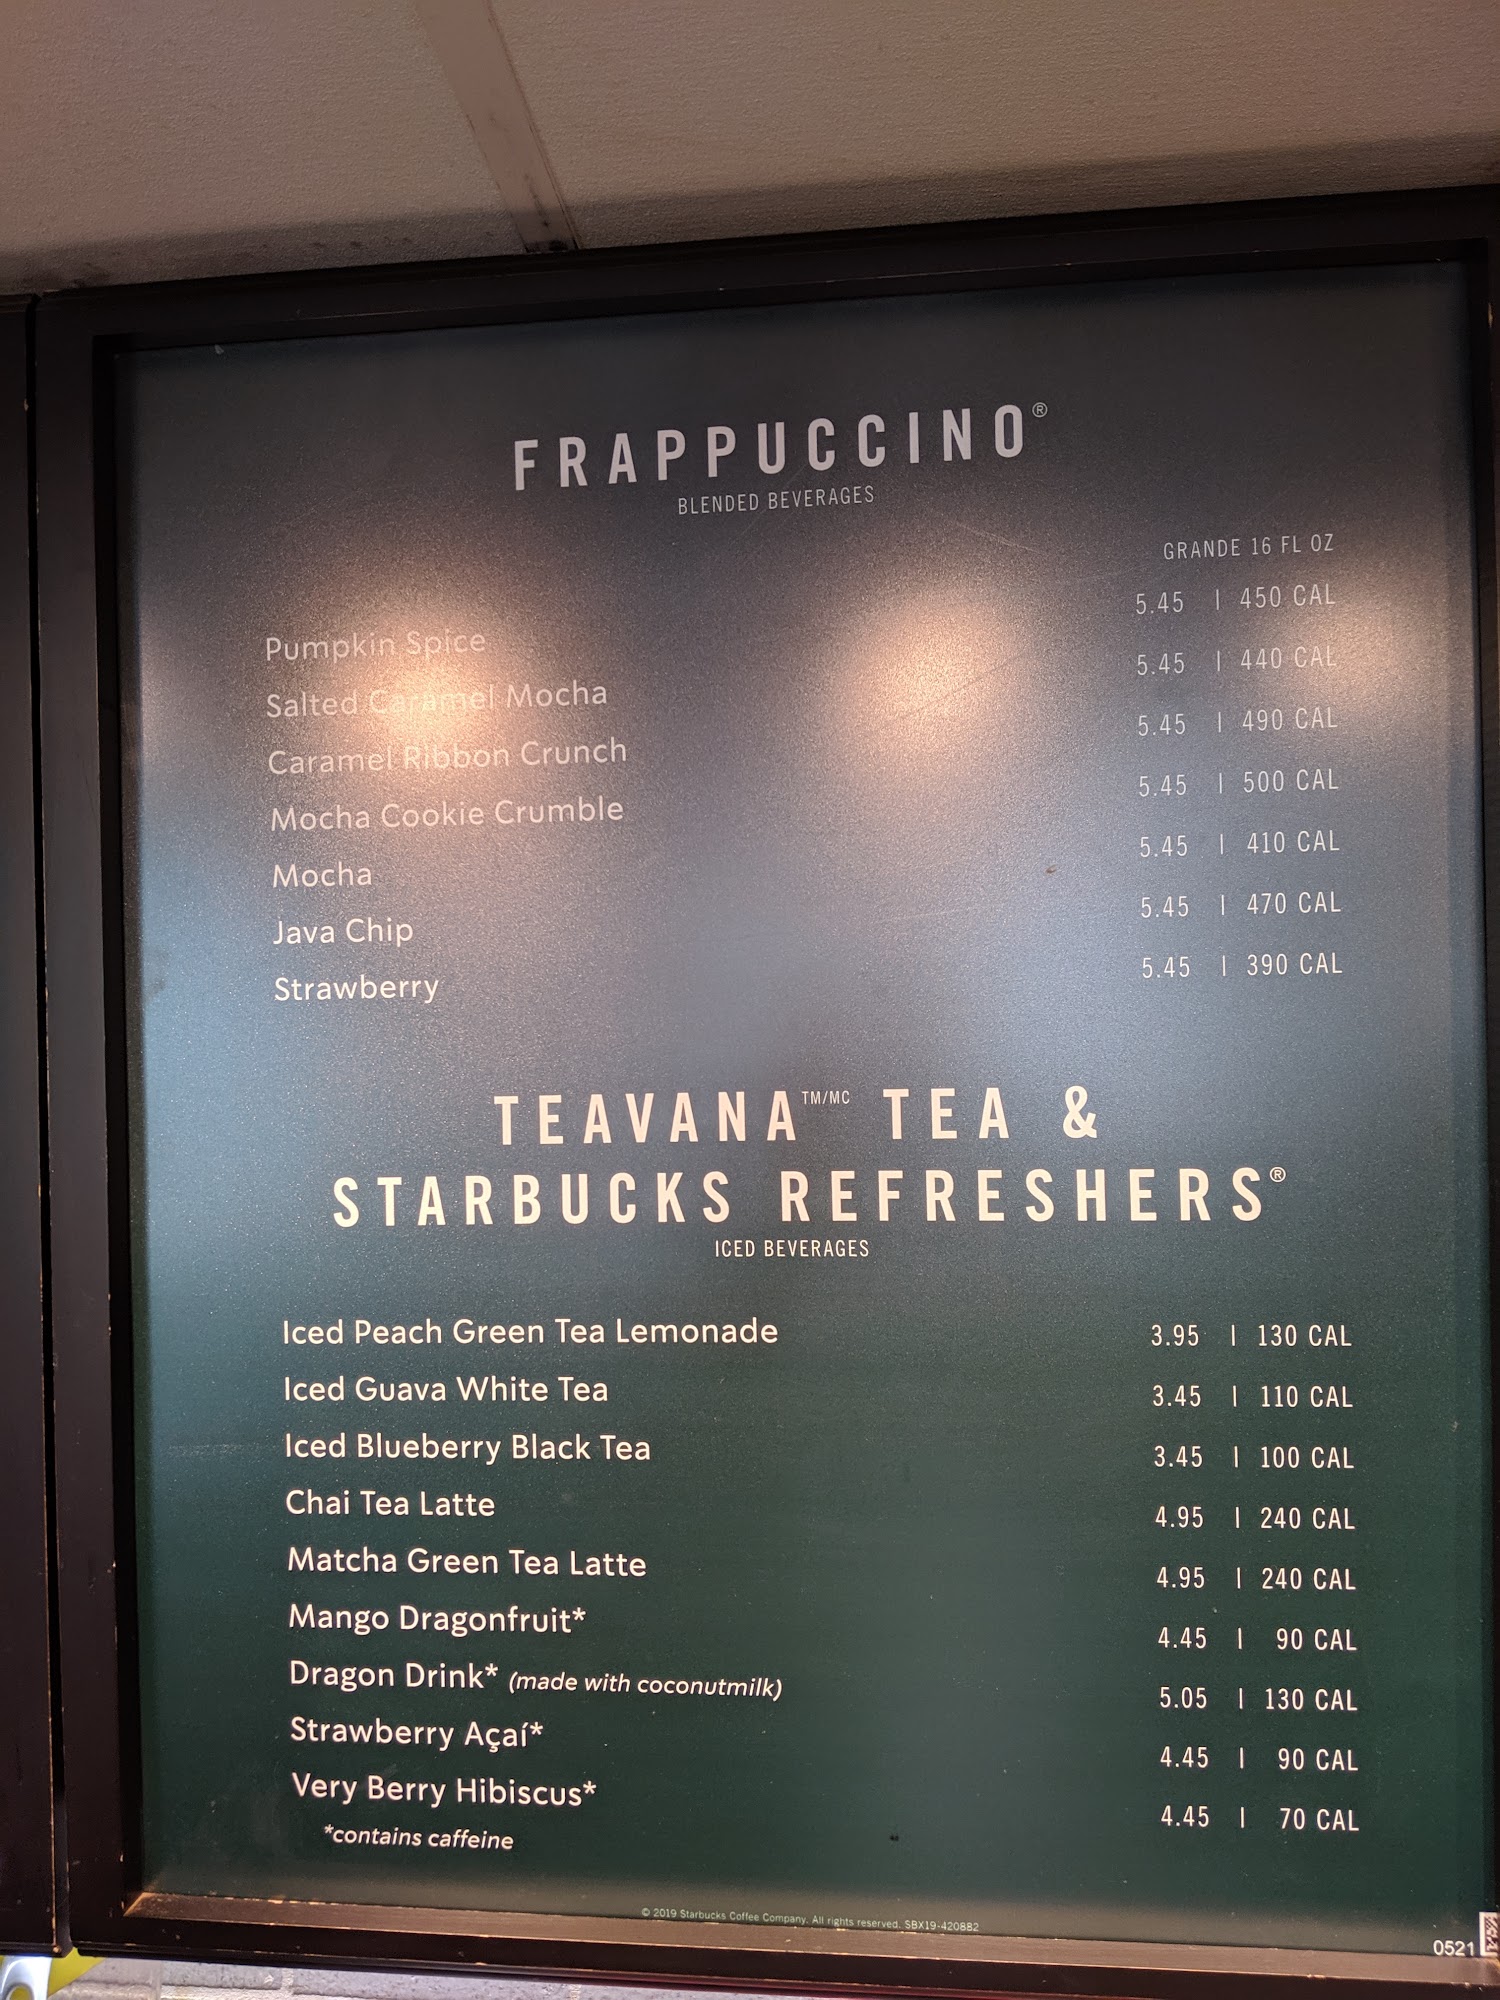 FRAPPUCCINO®
BLENDED BEVERAGES
GRANDE 16 FL OZ
Pumpkin Spice 5.45 | 450 CAL
Salted Caramel Mocha 5.45 | 440 CAL
Caramel Ribbon Crunch 5.45 | 490 CAL
Mocha Cookie Crumble 5.45 | 500 CAL
Mocha 5.45 | 410 CAL
Java Chip 5.45 | 470 CAL
Strawberry 5.45 | 390 CAL
TEAVANA™/MC TEA &
STARBUCKS REFRESHERS®
ICED BEVERAGES
Iced Peach Green Tea Lemonade 3.95 | 130 CAL
Iced Guava White Tea 3.45 | 110 CAL
Iced Blueberry Black Tea 3.45 | 100 CAL
Chai Tea Latte 4.95 | 240 CAL
Matcha Green Tea Latte 4.95 | 240 CAL
Mango Dragonfruit* 4.45 | 90 CAL
Dragon Drink* (made with coconutmilk) 5.05 | 130 CAL
Strawberry Açaí* 4.45 | 90 CAL
Very Berry Hibiscus* 4.45 | 70 CAL
*contains caffeine
© 2019 Starbucks Coffee Company. All rights reserved. SBX19-420882
0521